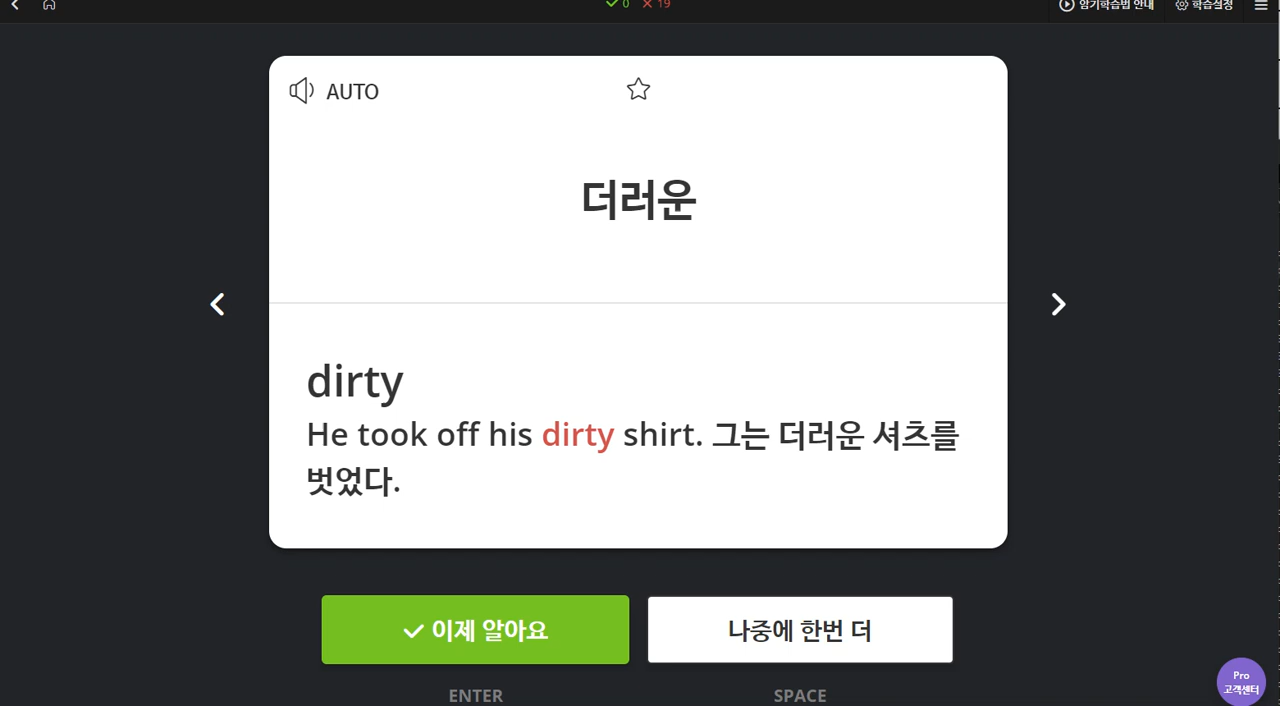 0 19 암기학습법 안내 학습설정
AUTO
더러운
dirty
He took off his dirty shirt. 그는 더러운 셔츠를
벗었다.
이제 알아요 나중에 한번 더
ENTER SPACE
Pro
고객센터